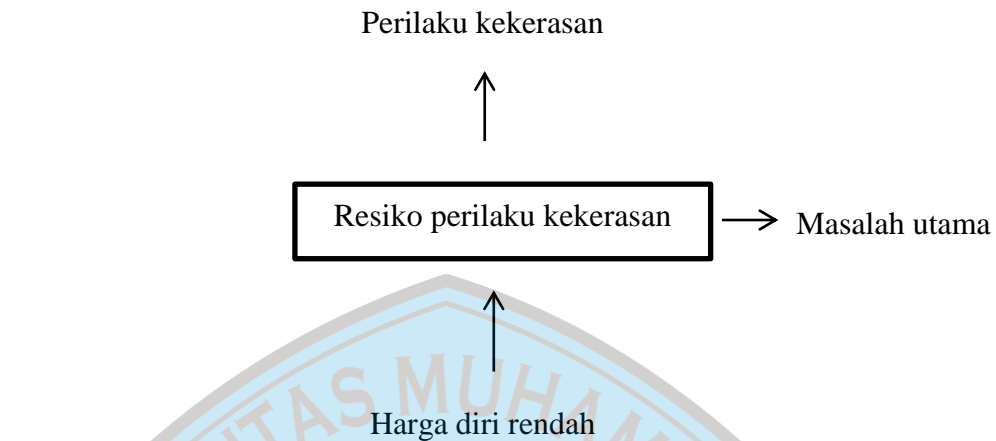 Perilaku kekerasan
Resiko perilaku kekerasan
Masalah utama
Harga diri rendah